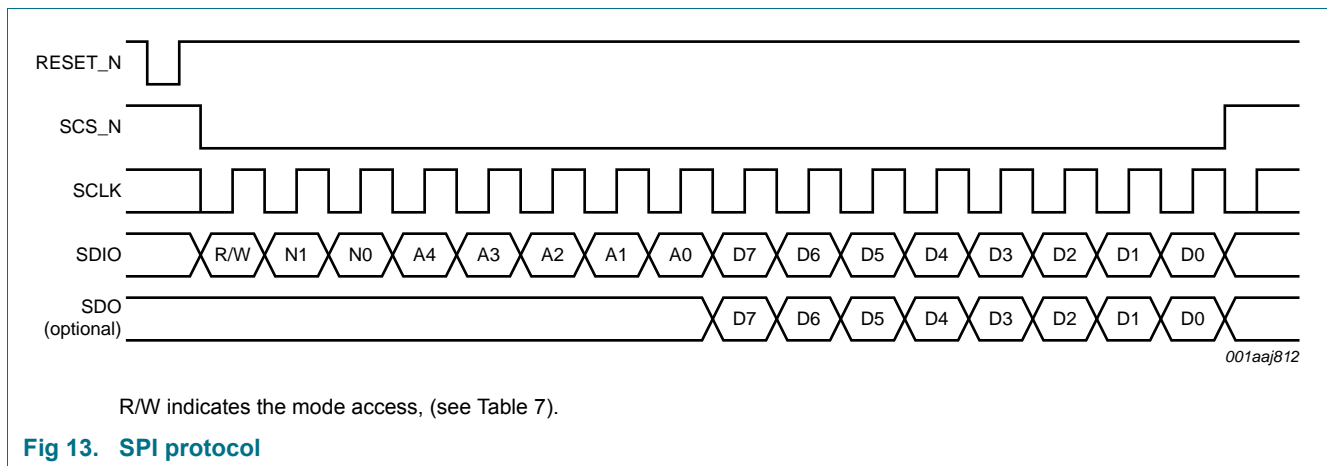 RESET_N
SCS_N
SCLK
SDIO R/W N1 N0 A4 A3 A2 A1 A0 D7 D6 D5 D4 D3 D2 D1 D0
SDO
(optional) D7 D6 D5 D4 D3 D2 D1 D0
001aaj812
R/W indicates the mode access, (see Table 7).
Fig 13. SPI protocol